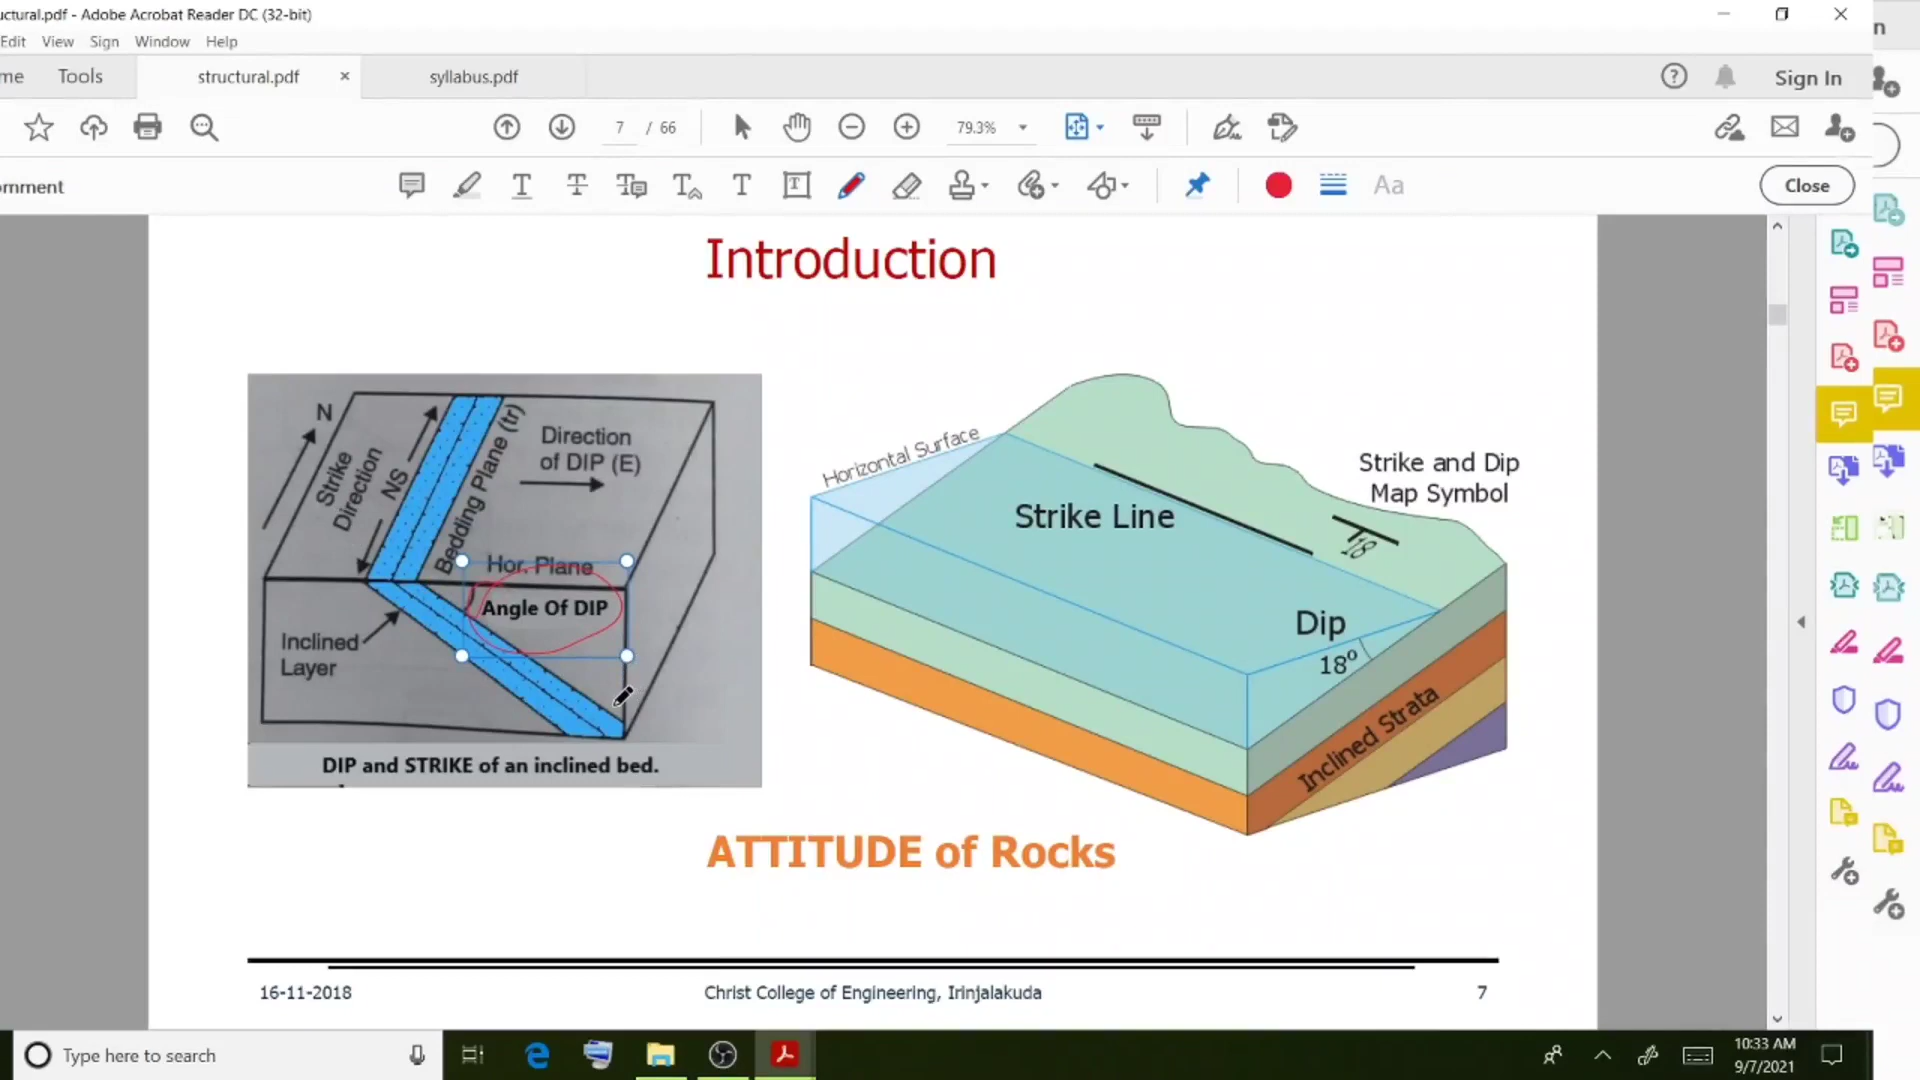 uctural.pdf - Adobe Acrobat Reader DC (32-bit)
Edit View Sign Window Help
me Tools structural.pdf × syllabus.pdf Sign In
7 / 66 79.3%
omment Aa Close
Introduction
N
Strike
Direction
NS
Bedding Plane (tr)
Direction
of DIP (E)
Hor. Plane
Angle Of DIP
Inclined
Layer
DIP and STRIKE of an inclined bed.
Horizontal Surface
Strike Line
Strike and Dip
Map Symbol
18
Dip
18°
Inclined Strata
ATTITUDE of Rocks
16-11-2018 Christ College of Engineering, Irinjalakuda 7
Type here to search
10:33 AM
9/7/2021